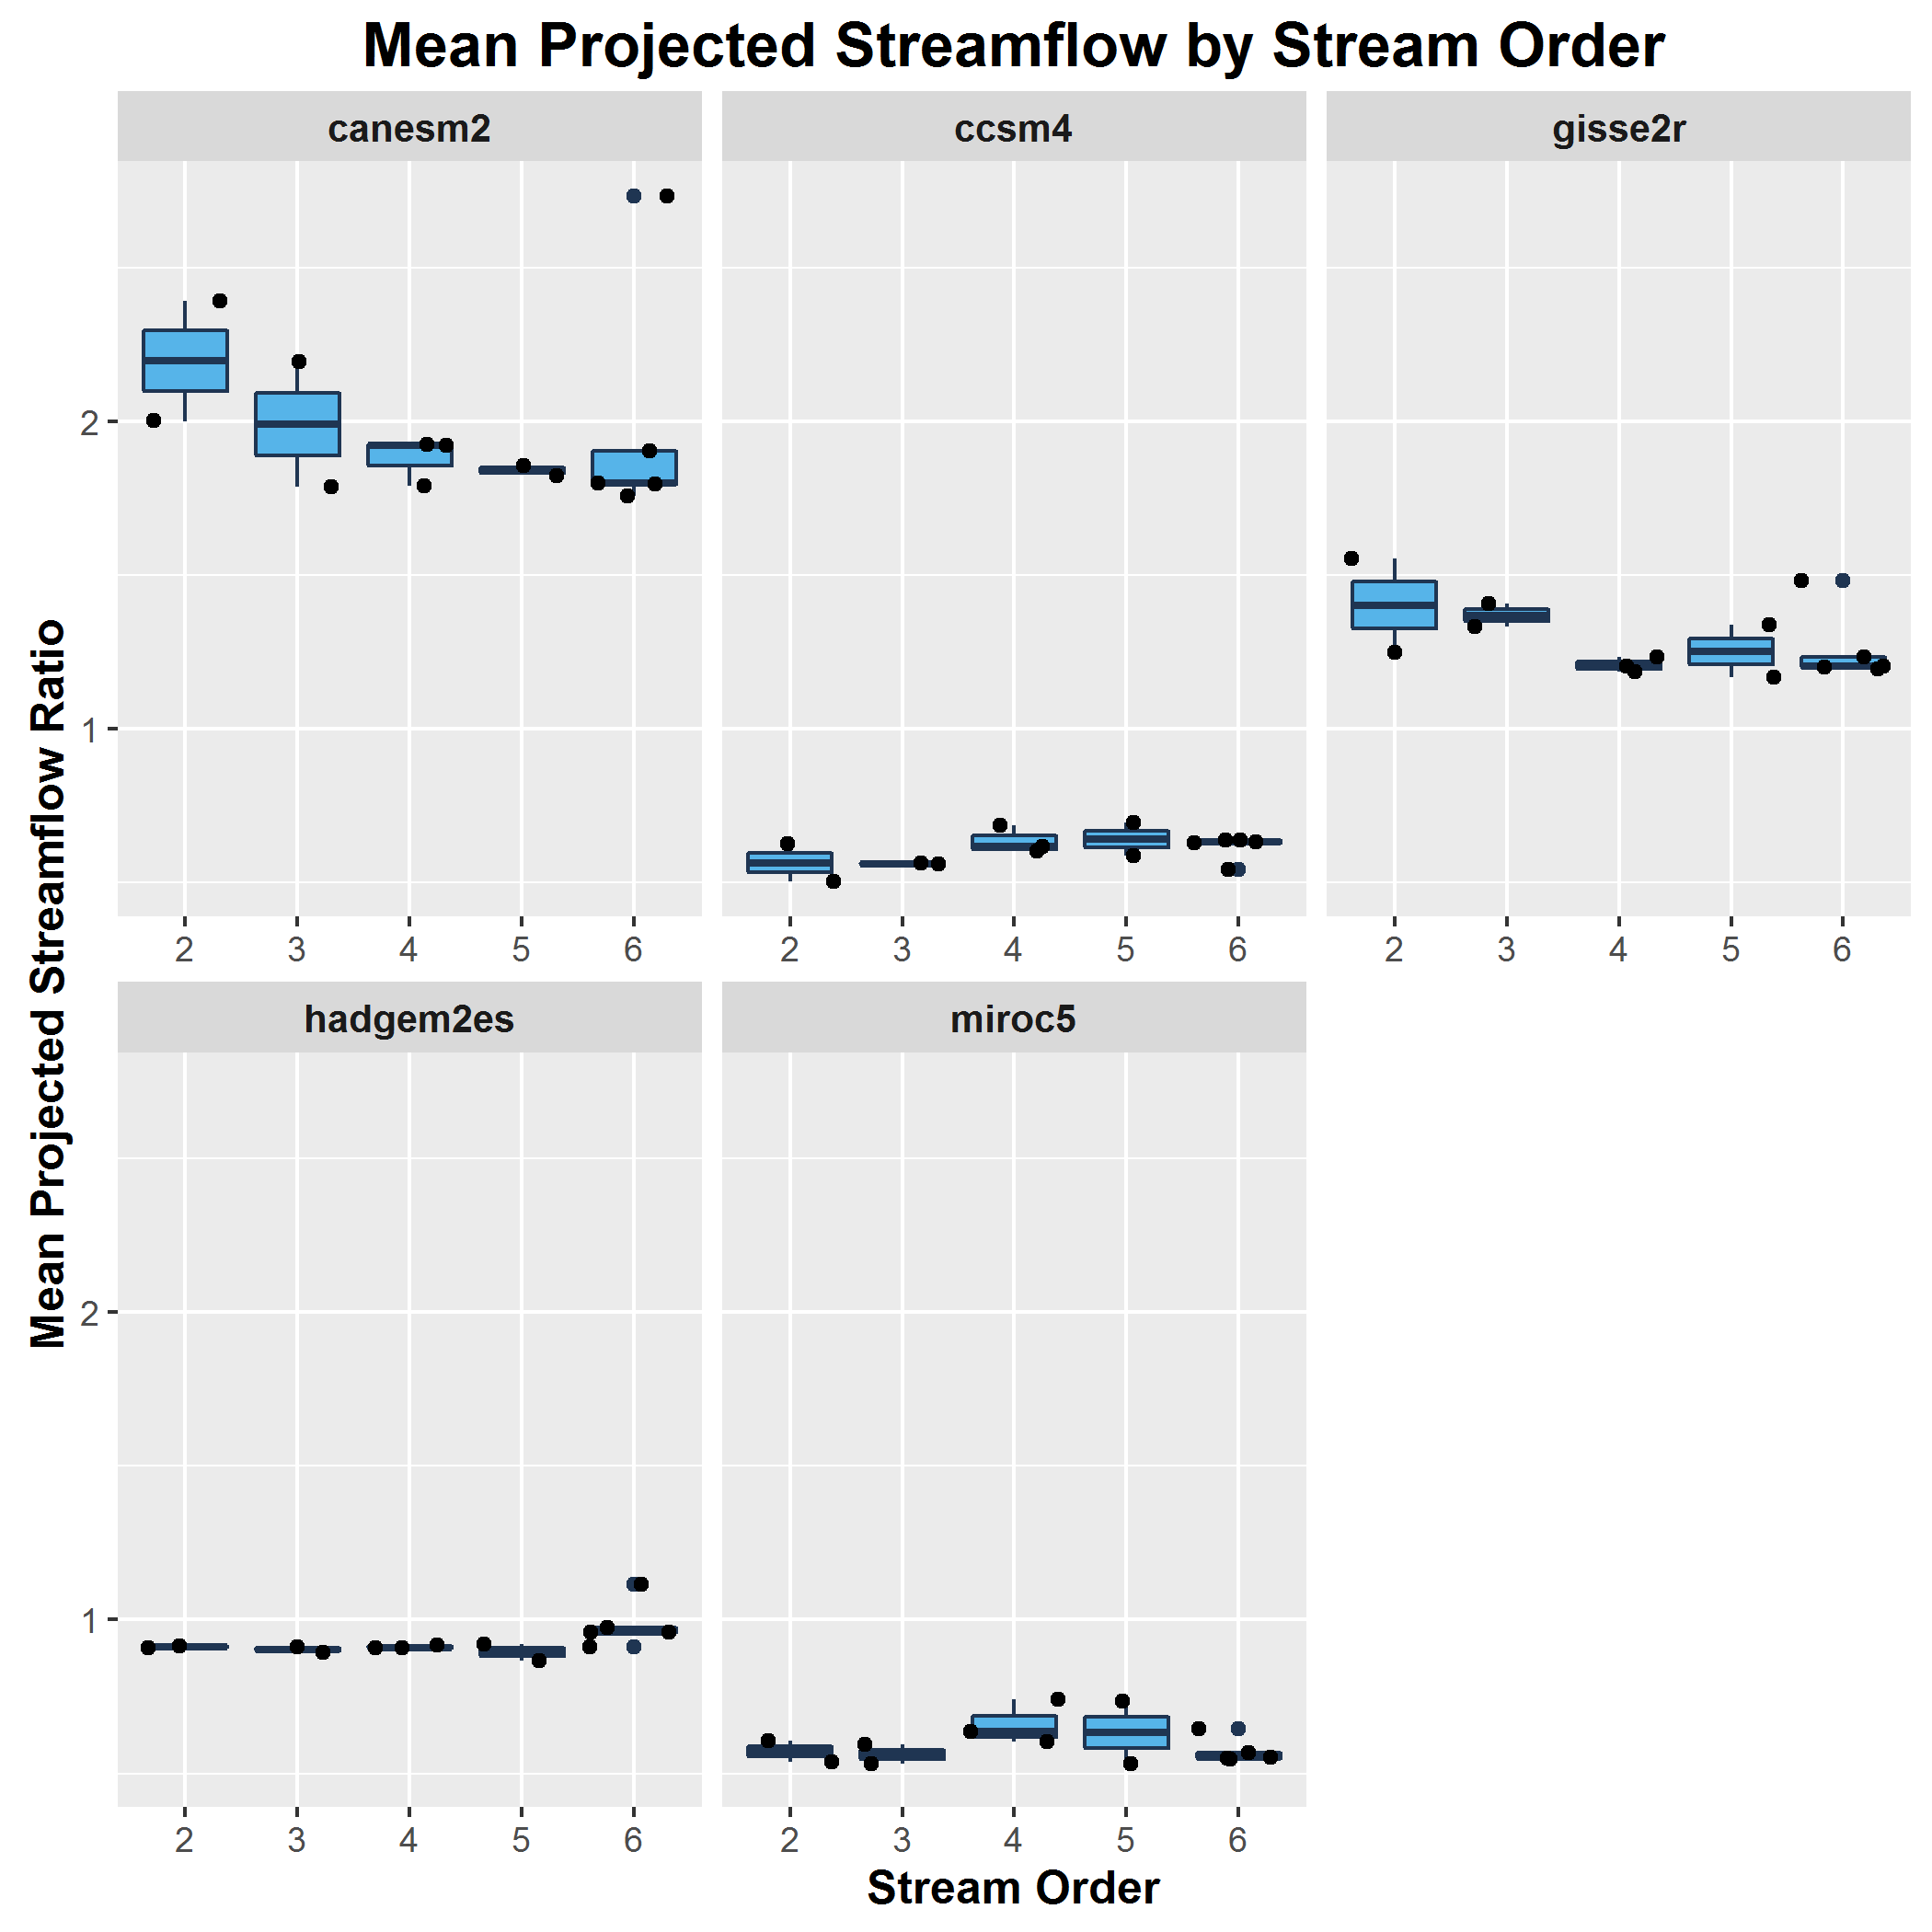 Mean Projected Streamflow by Stream Order
canesm2
ccsm4
gisse2r
2
1
2 3 4 5 6
2 3 4 5 6
2 3 4 5 6
Mean Projected Streamflow Ratio
hadgem2es
miroc5
2
1
2 3 4 5 6
2 3 4 5 6
Stream Order